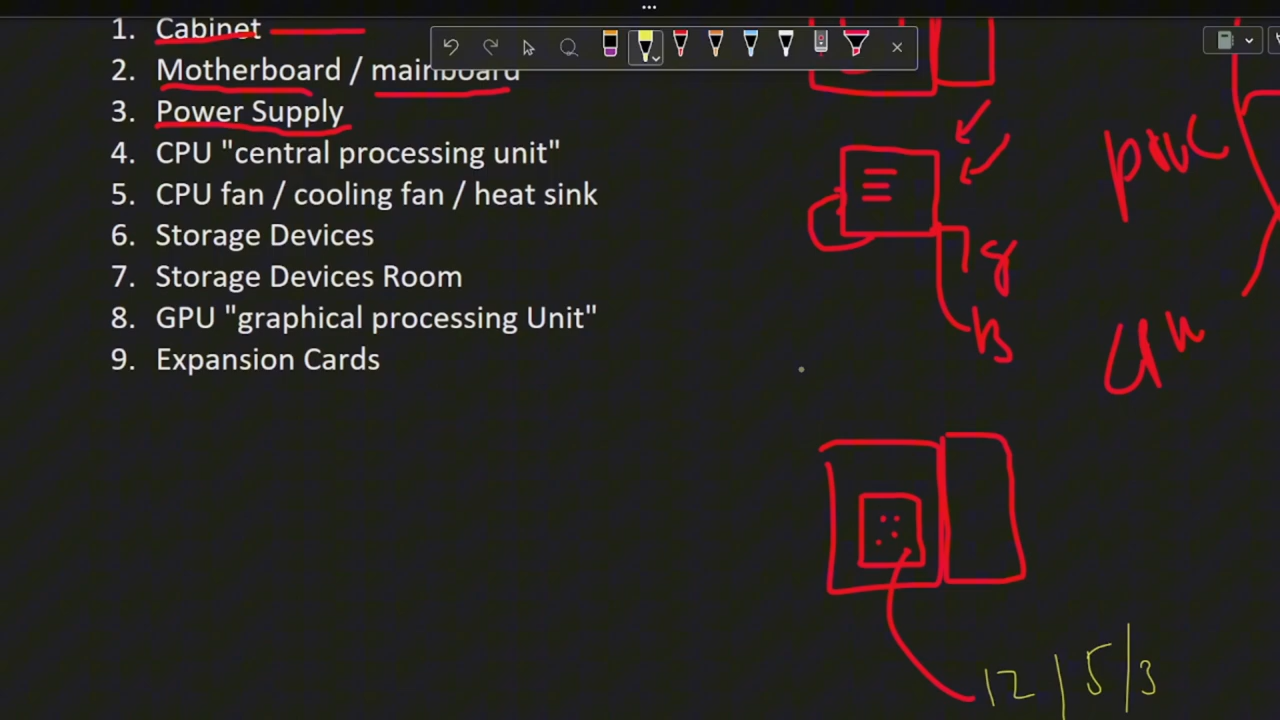 1. Cabinet
2. Motherboard / mainboard
3. Power Supply
4. CPU "central processing unit"
5. CPU fan / cooling fan / heat sink
6. Storage Devices
7. Storage Devices Room
8. GPU "graphical processing Unit"
9. Expansion Cards
12 / 5 / 3